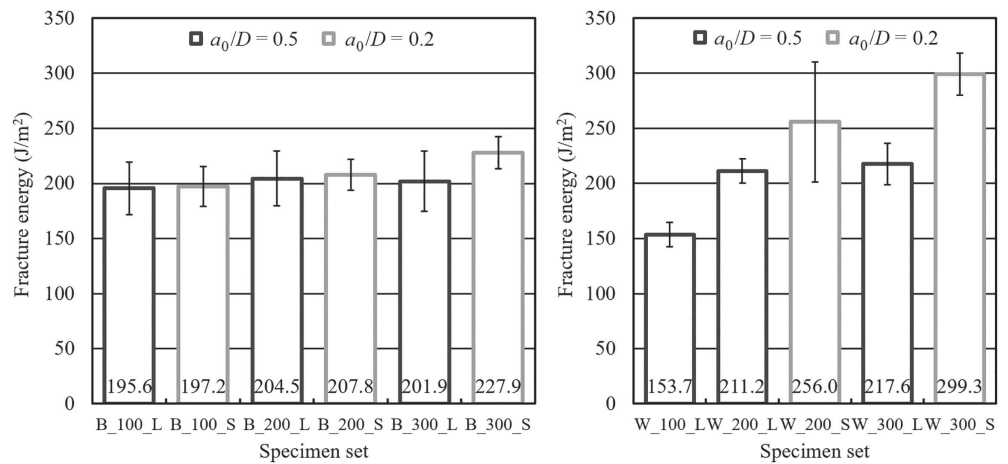 350
300
250
200
150
100
50
0
Fracture energy (J/m²)
a₀/D = 0.5 a₀/D = 0.2
195.6 197.2 204.5 207.8 201.9 227.9
B_100_L B_100_S B_200_L B_200_S B_300_L B_300_S
Specimen set
350
300
250
200
150
100
50
0
Fracture energy (J/m²)
a₀/D = 0.5 a₀/D = 0.2
153.7 211.2 256.0 217.6 299.3
W_100_L W_200_L W_200_S W_300_L W_300_S
Specimen set